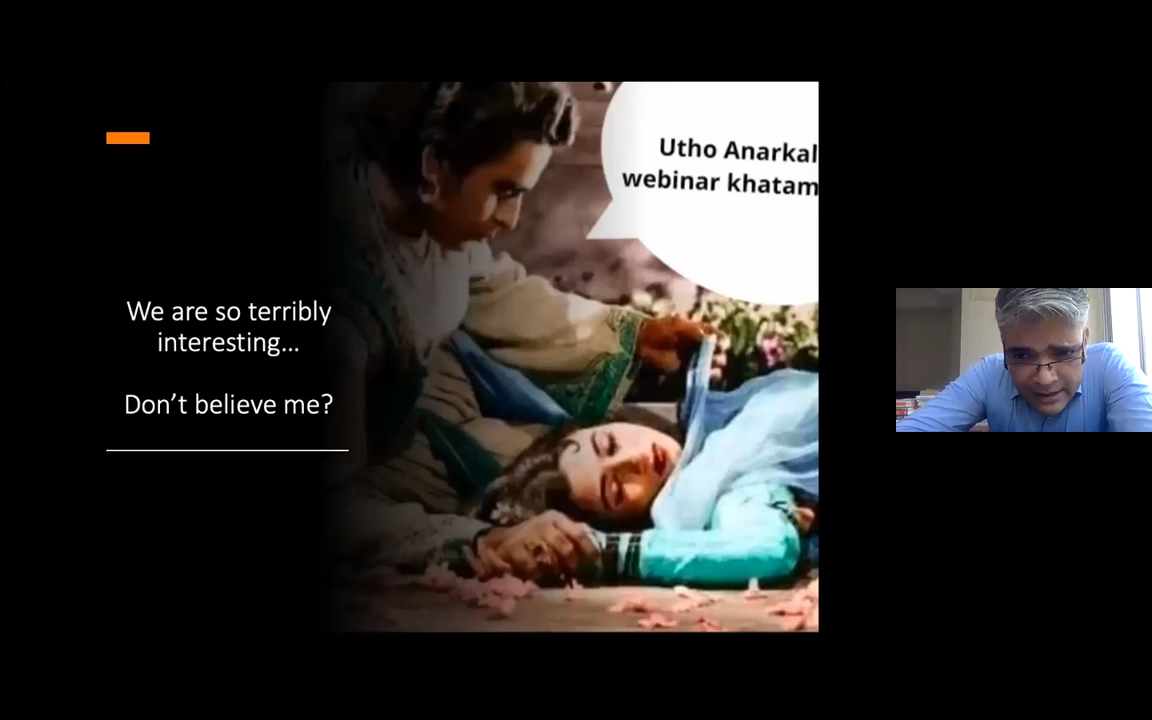 We are so terribly
interesting...
Don't believe me?
Utho Anarkal
webinar khatam